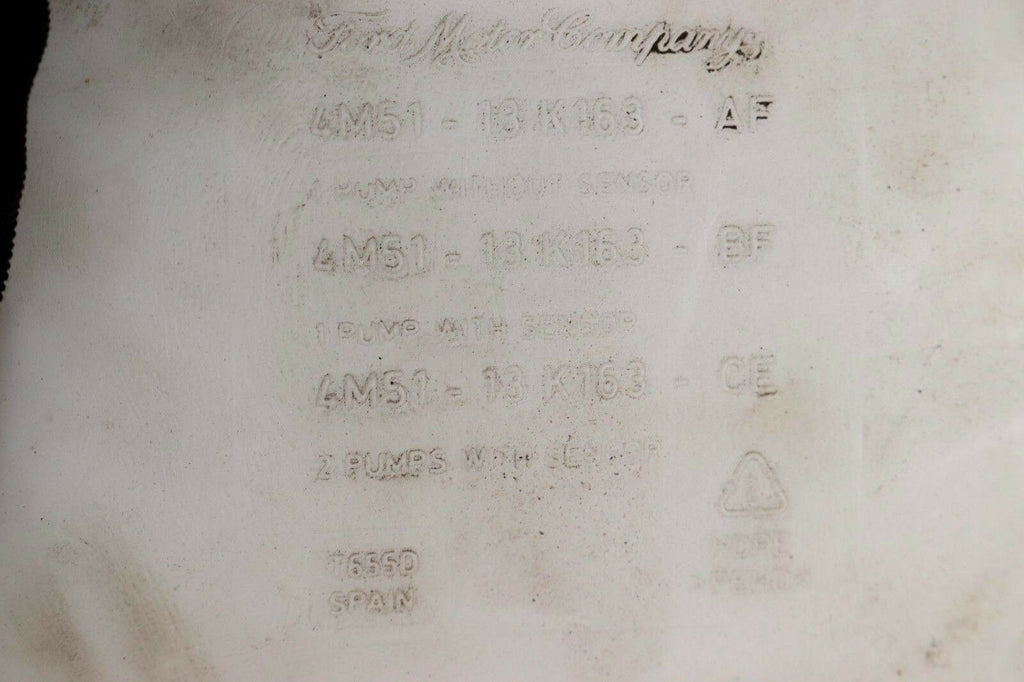 Ford Motor Company
4M51 - 13 K163 - AF
1 PUMP WITHOUT SENSOR
4M51 - 13 K163 - BF
1 PUMP WITH SENSOR
4M51 - 13 K163 - CE
2 PUMPS WITH SENSOR
SPAIN
HDPE